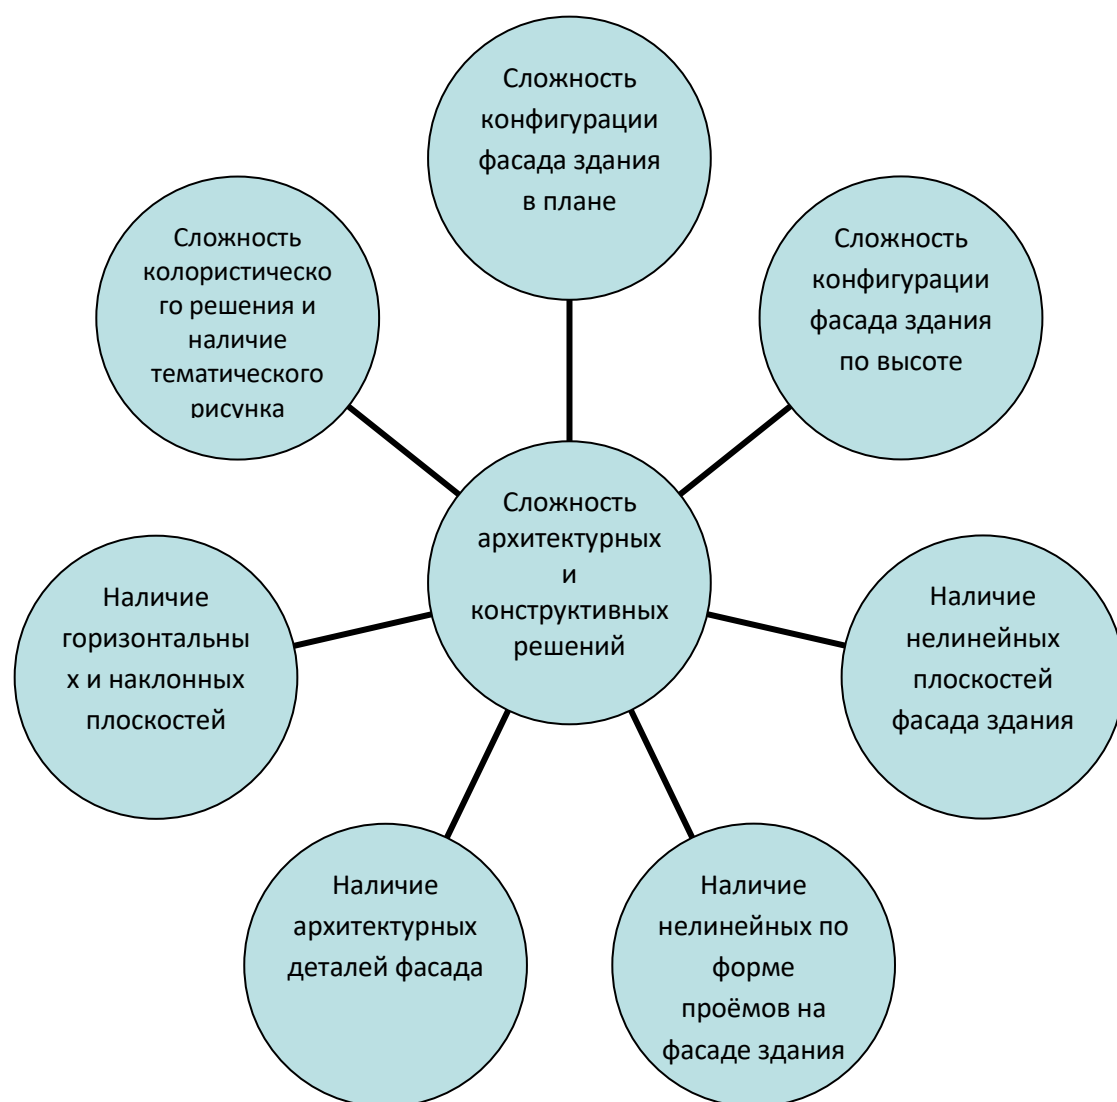 Сложность
конфигурации
фасада здания
в плане
Сложность
конфигурации
фасада здания
по высоте
Наличие
нелинейных
плоскостей
фасада здания
Наличие
нелинейных по
форме
проёмов на
фасаде здания
Наличие
архитектурных
деталей фасада
Наличие
горизонтальны
х и наклонных
плоскостей
Сложность
колористическо
го решения и
наличие
тематического
рисунка
Сложность
архитектурных
и
конструктивных
решений